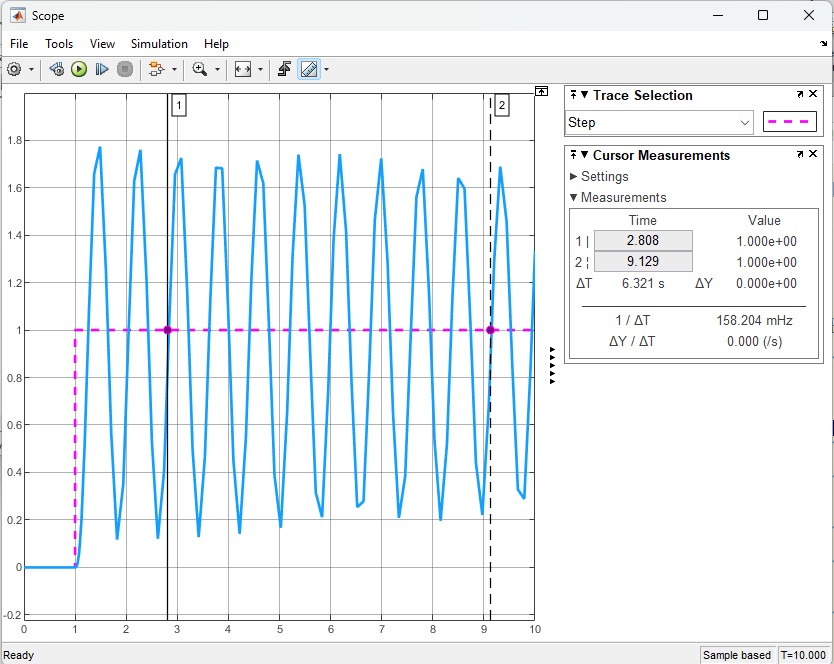 Scope
File Tools View Simulation Help
1
2
1.8
1.6
1.4
1.2
1
0.8
0.6
0.4
0.2
0
-0.2
0 1 2 3 4 5 6 7 8 9 10
Trace Selection
Step
Cursor Measurements
Settings
Measurements
Time Value
1 | 2.808 1.000e+00
2 ¦ 9.129 1.000e+00
ΔT 6.321 s ΔY 0.000e+00
1 / ΔT 158.204 mHz
ΔY / ΔT 0.000 (/s)
Ready Sample based T=10.000